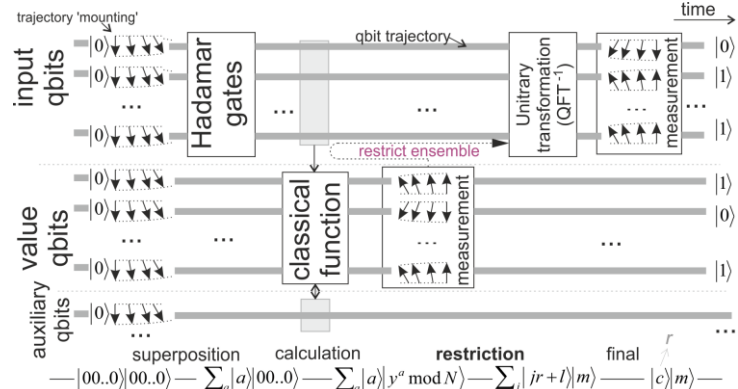 trajectory 'mounting'
time
input qbits
|0⟩
|0⟩
...
|0⟩
Hadamar gates
...
qbit trajectory
...
Unitrary transformation (QFT⁻¹)
...
measurement
|0⟩
|1⟩
...
|1⟩
restrict ensemble
value qbits
|0⟩
|0⟩
...
|0⟩
...
classical function
...
measurement
...
|1⟩
|0⟩
...
|1⟩
auxiliary qbits
|0⟩
...
r
superposition calculation restriction final
|00..0⟩|00..0⟩ — ∑ₐ|a⟩|00..0⟩ — ∑ₐ|a⟩|yᵃ mod N⟩ — ∑ⱼ|jr+l⟩|m⟩ — |c⟩|m⟩